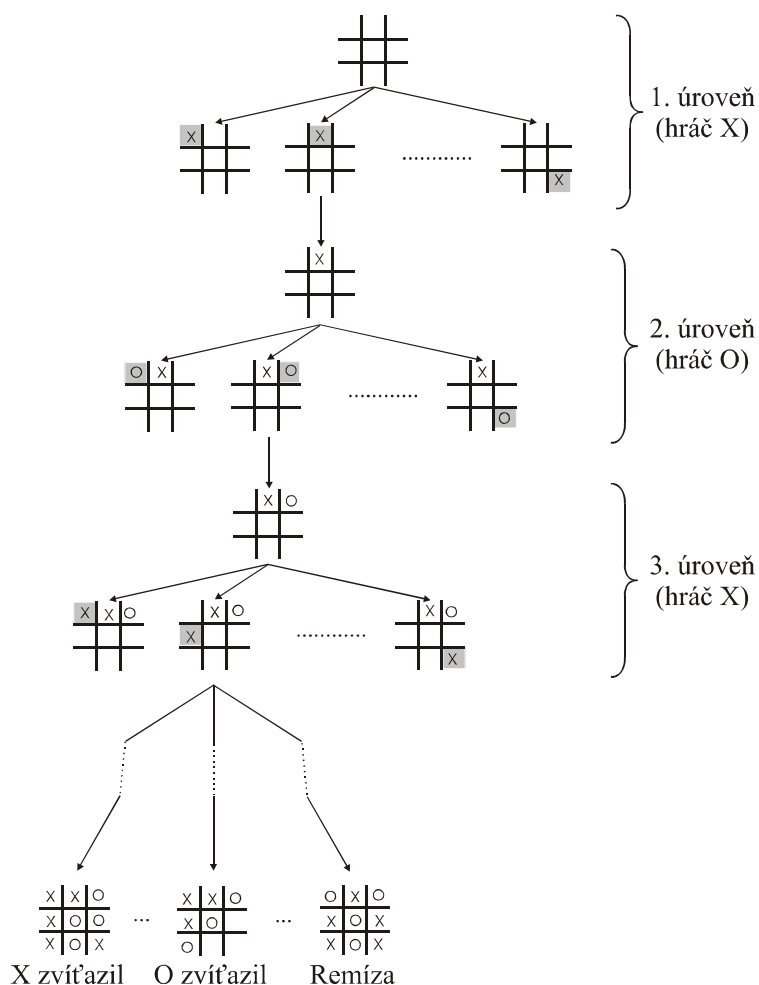 X
X
X
1. úroveň
(hráč X)
X
O X
X O
X
O
2. úroveň
(hráč O)
X O
X X O
X O
X
X O
X
3. úroveň
(hráč X)
X X O
X O O
X O X
X X O
X O
O
O X O
X O X
X O X
... ...
X zvíťazil O zvíťazil Remíza